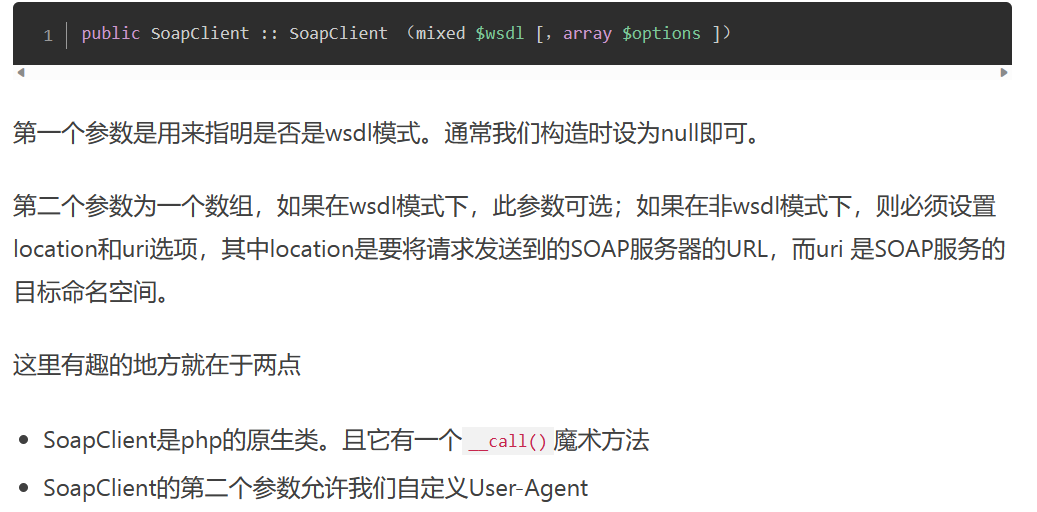 1 public SoapClient :: SoapClient （mixed $wsdl [，array $options ]）
第一个参数是用来指明是否是wsdl模式。通常我们构造时设为null即可。
第二个参数为一个数组，如果在wsdl模式下，此参数可选；如果在非wsdl模式下，则必须设置
location和uri选项，其中location是要将请求发送到的SOAP服务器的URL，而uri 是SOAP服务的
目标命名空间。
这里有趣的地方就在于两点
SoapClient是php的原生类。且它有一个__call()魔术方法
SoapClient的第二个参数允许我们自定义User-Agent